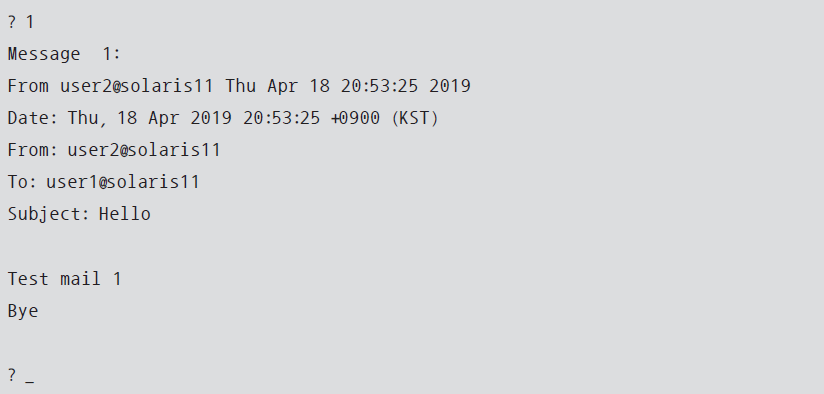 ? 1
Message  1:
From user2@solaris11 Thu Apr 18 20:53:25 2019
Date: Thu, 18 Apr 2019 20:53:25 +0900 (KST)
From: user2@solaris11
To: user1@solaris11
Subject: Hello

Test mail 1
Bye

? _